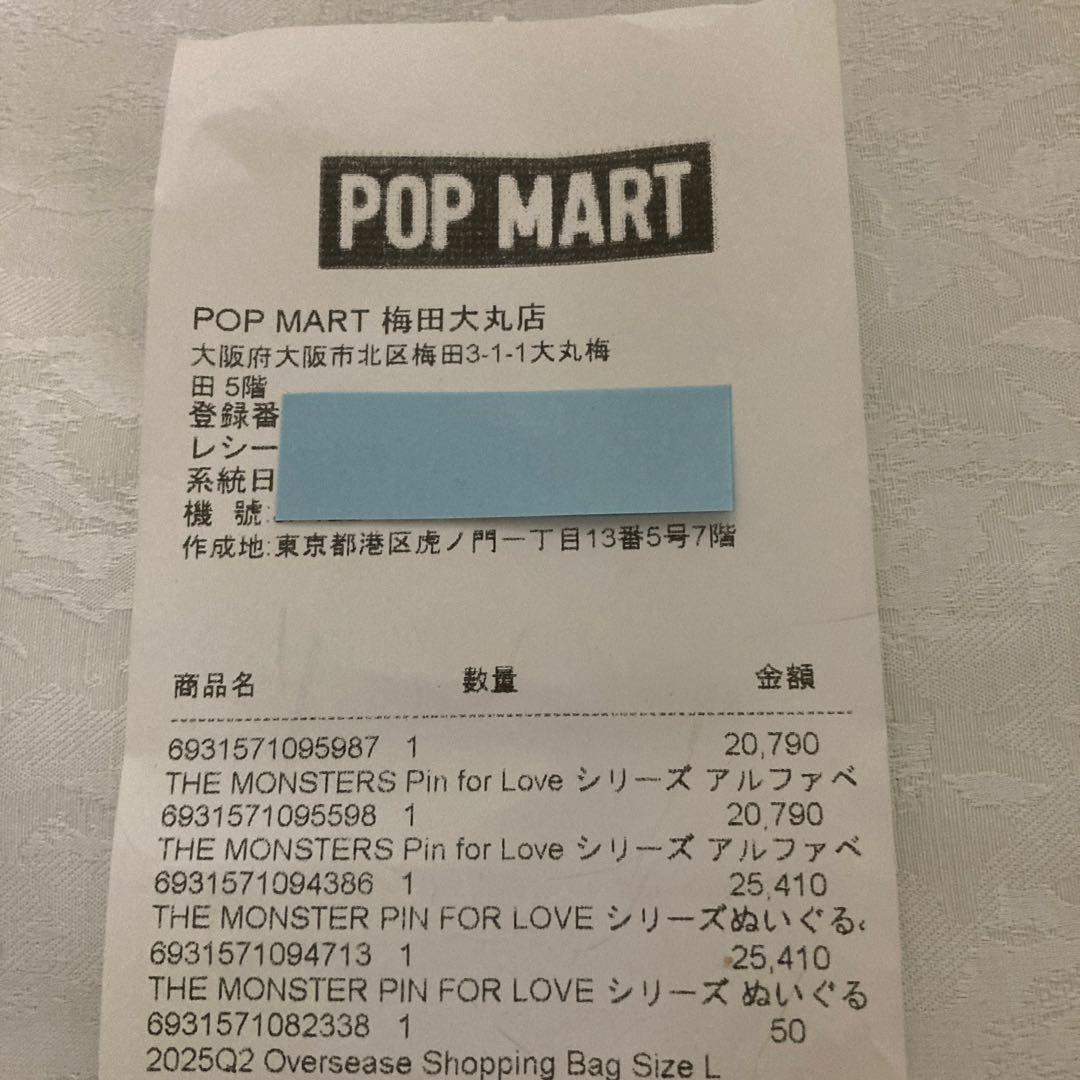 POP MART
POP MART 梅田大丸店
大阪府大阪市北区梅田3-1-1大丸梅
田 5階
登録番
レシー
系統日
機 號:
作成地:東京都港区虎ノ門一丁目13番5号7階
商品名 数量 金額
6931571095987 1 20,790
THE MONSTERS Pin for Love シリーズ アルファベ
6931571095598 1 20,790
THE MONSTERS Pin for Love シリーズ アルファベ
6931571094386 1 25,410
THE MONSTER PIN FOR LOVE シリーズぬいぐる
6931571094713 1 25,410
THE MONSTER PIN FOR LOVE シリーズ ぬいぐる
6931571082338 1 50
2025Q2 Oversease Shopping Bag Size L